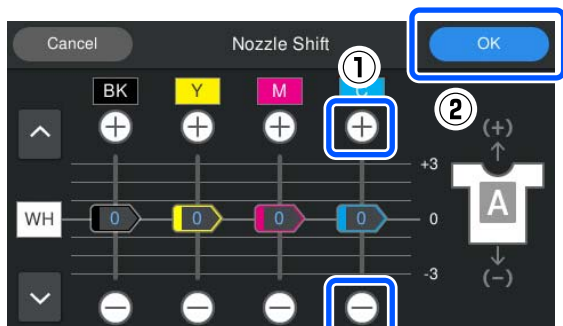 Cancel Nozzle Shift OK
① ②
BK Y M C
(+)
+3
WH 0 0 0 0 0 A
-3
(−)